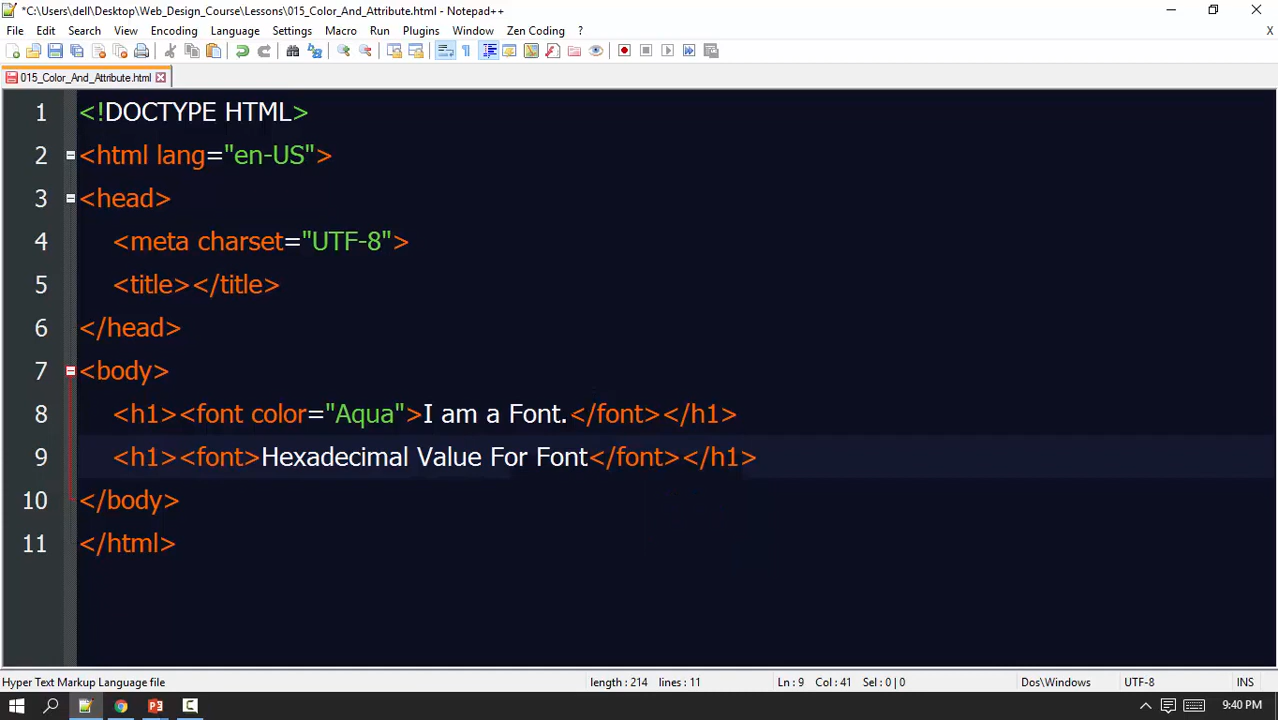 *C:\Users\dell\Desktop\Web_Design_Course\Lessons\015_Color_And_Attribute.html - Notepad++
File Edit Search View Encoding Language Settings Macro Run Plugins Window Zen Coding ? X
015_Color_And_Attribute.html
1 <!DOCTYPE HTML>
2 <html lang="en-US">
3 <head>
4 <meta charset="UTF-8">
5 <title></title>
6 </head>
7 <body>
8 <h1><font color="Aqua">I am a Font.</font></h1>
9 <h1><font>Hexadecimal Value For Font</font></h1>
10 </body>
11 </html>
Hyper Text Markup Language file length : 214 lines : 11 Ln : 9 Col : 41 Sel : 0 | 0 Dos\Windows UTF-8 INS
9:40 PM